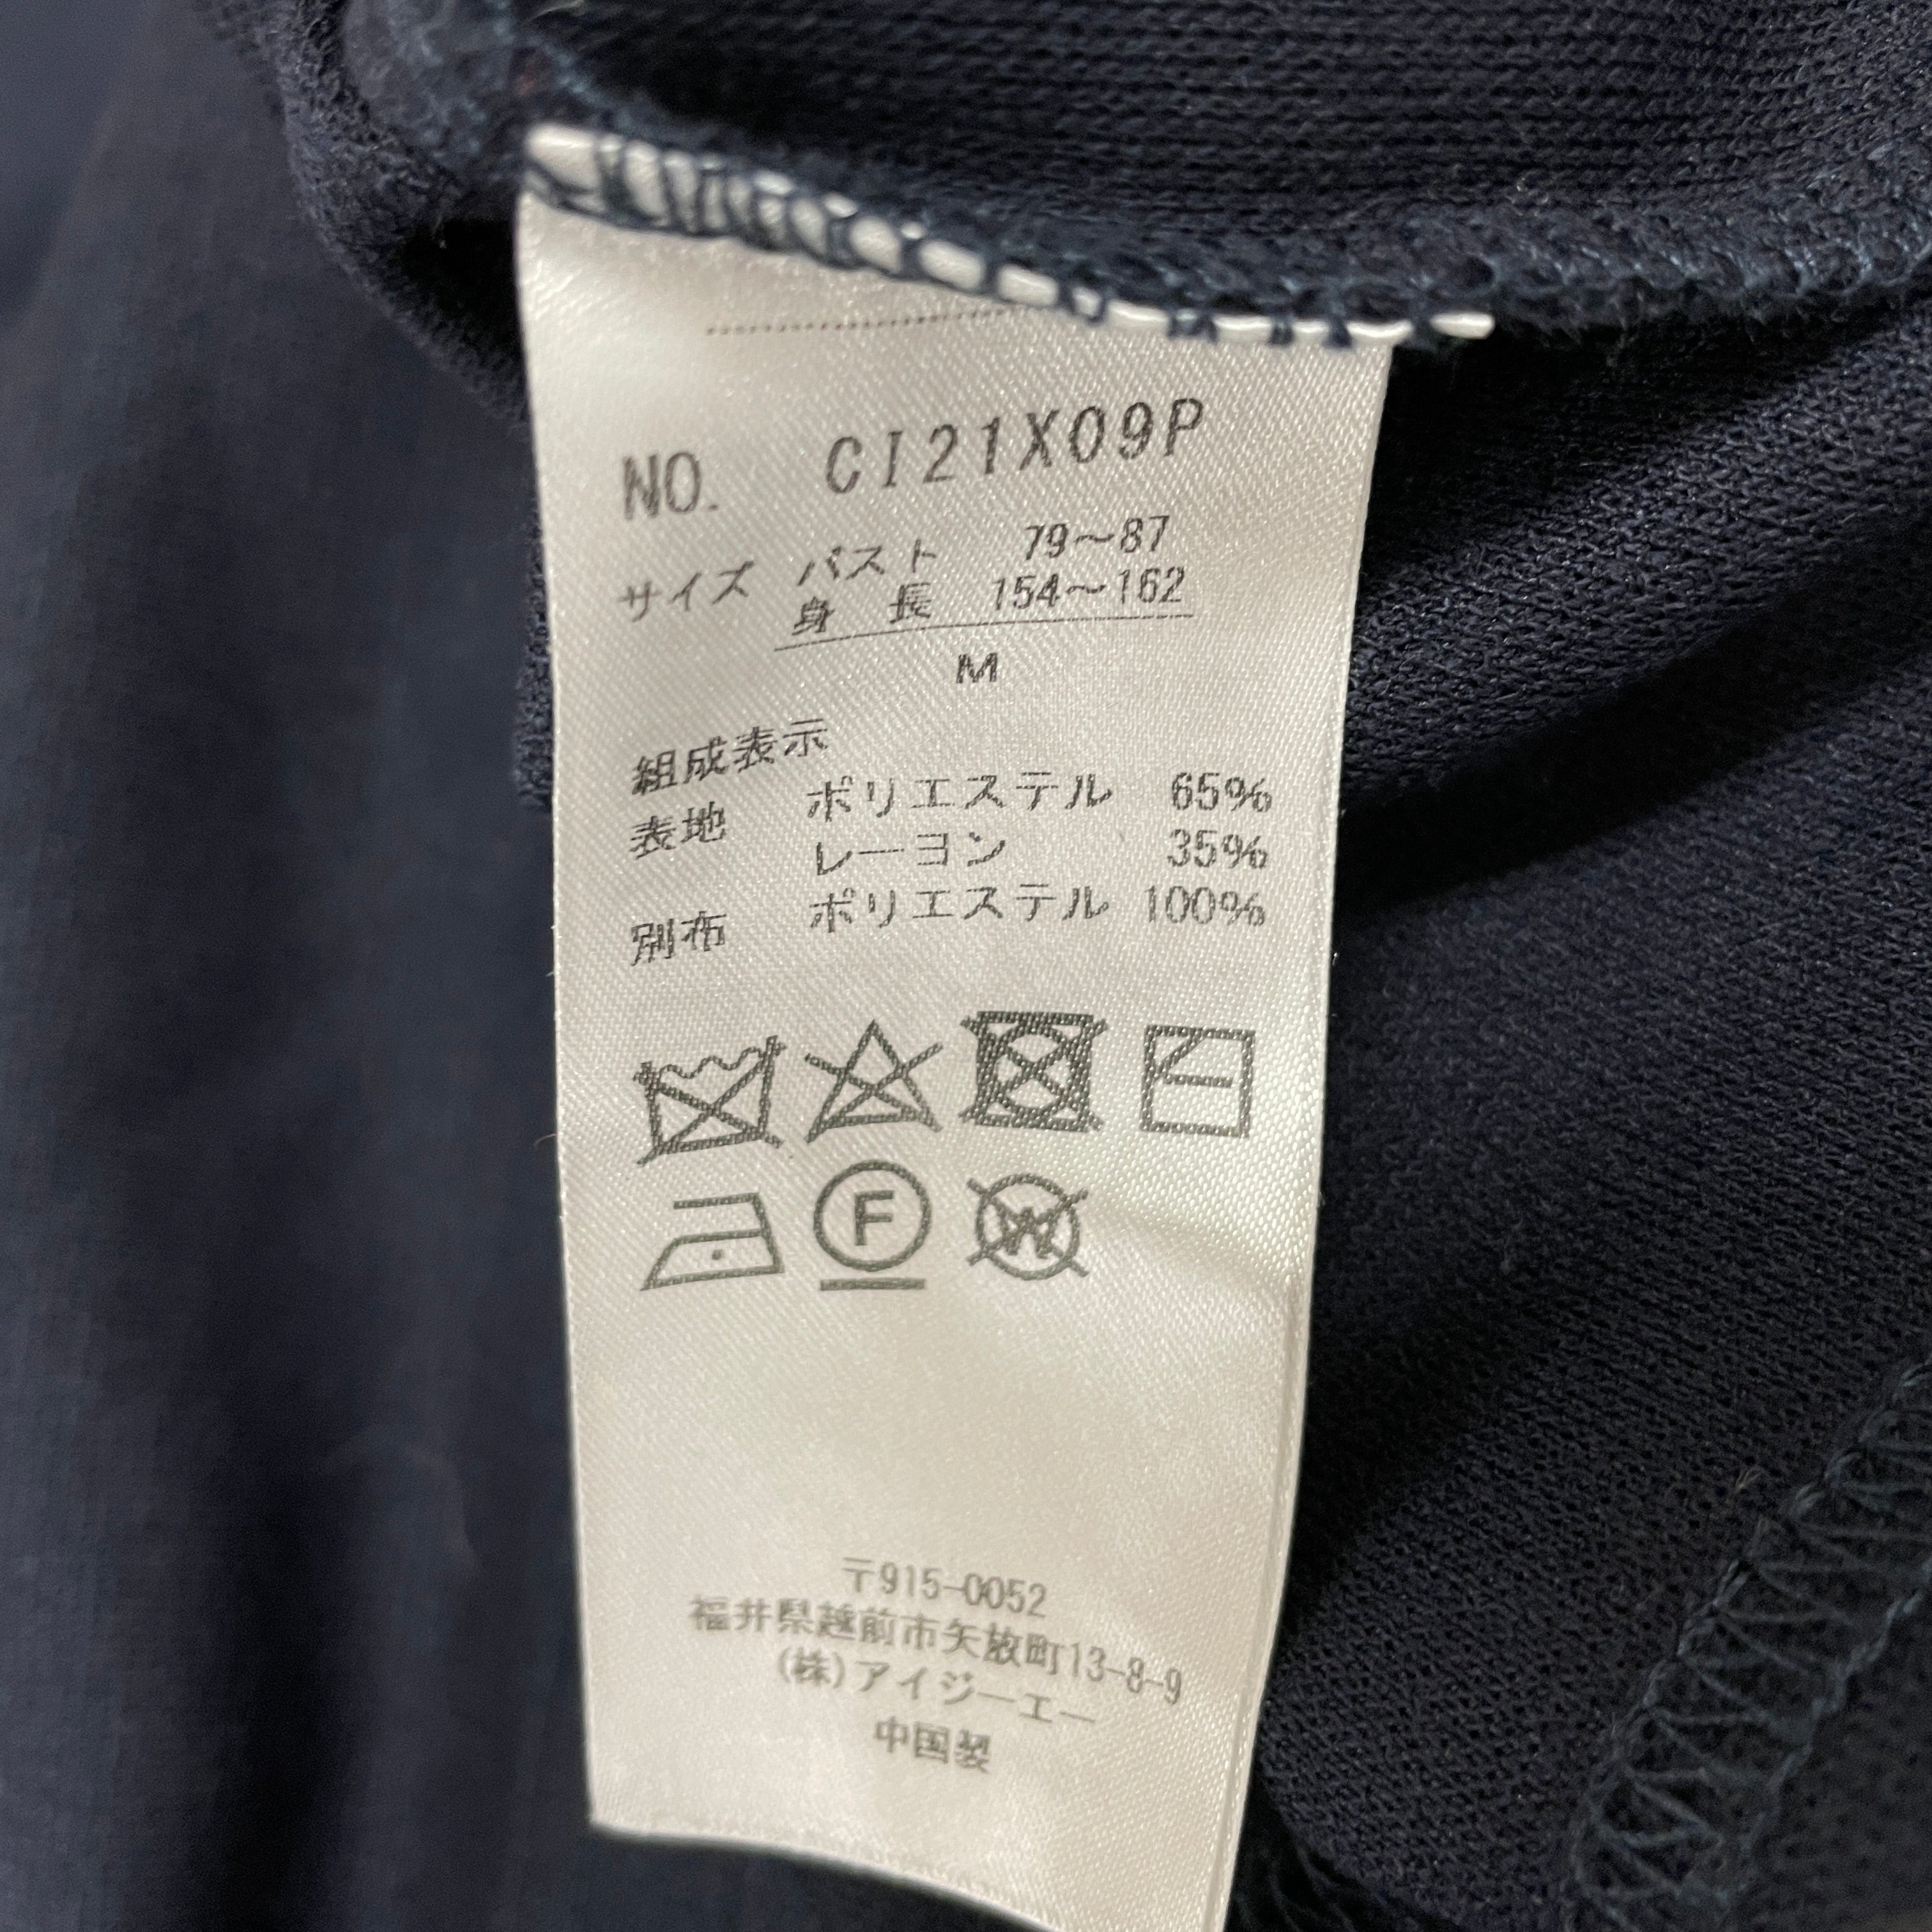 NO. CI21X09P
サイズ バスト 79～87
身長 154～162
M
組成表示
表地 ポリエステル 65%
レーヨン 35%
別布 ポリエステル 100%
F
W
〒915-0052
福井県越前市矢放町13-8-9
(株)アイジーエー
中国製